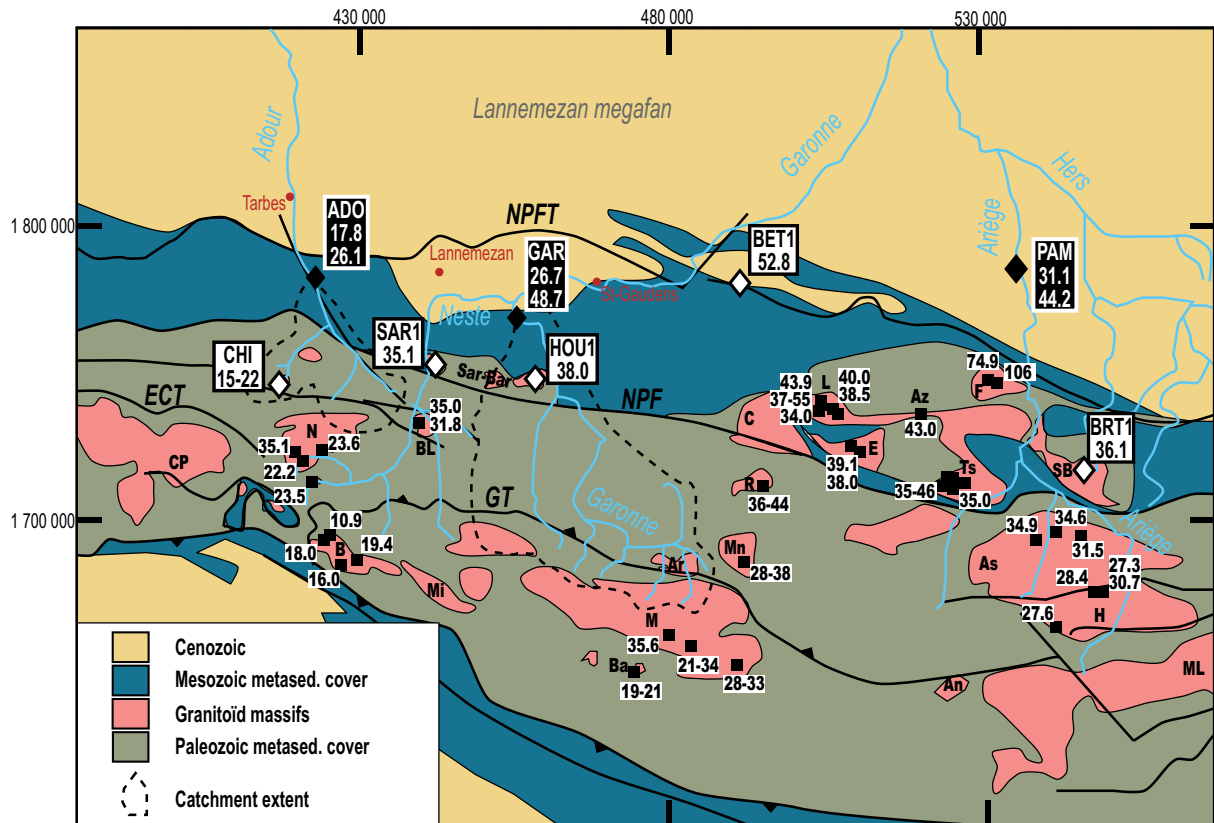 430 000
480 000
530 000
Lannemezan megafan
Adour
Garonne
Hers
Ariège
Tarbes
1 800 000
ADO
17.8
26.1
NPFT
Lannemezan
GAR
26.7
48.7
BET1
52.8
PAM
31.1
44.2
St-Gaudens
Neste
SAR1
35.1
HOU1
38.0
CHI
15-22
Sar-Bar
NPF
ECT
74.9
106
F
43.9
37-55
34.0
L
40.0
38.5
Az
43.0
C
E
39.1
38.0
BRT1
36.1
SB
35.0
31.8
BL
N
35.1
23.6
22.2
23.5
CP
GT
Garonne
R
36-44
Ts
35-46
35.0
Ariège
1 700 000
10.9
18.0
B
19.4
16.0
Mi
Ar
Mn
28-38
34.9
34.6
31.5
As
27.3
28.4
30.7
27.6
H
M
35.6
21-34
28-33
Ba
19-21
An
ML
Cenozoic
Mesozoic metased. cover
Granitoïd massifs
Paleozoic metased. cover
Catchment extent